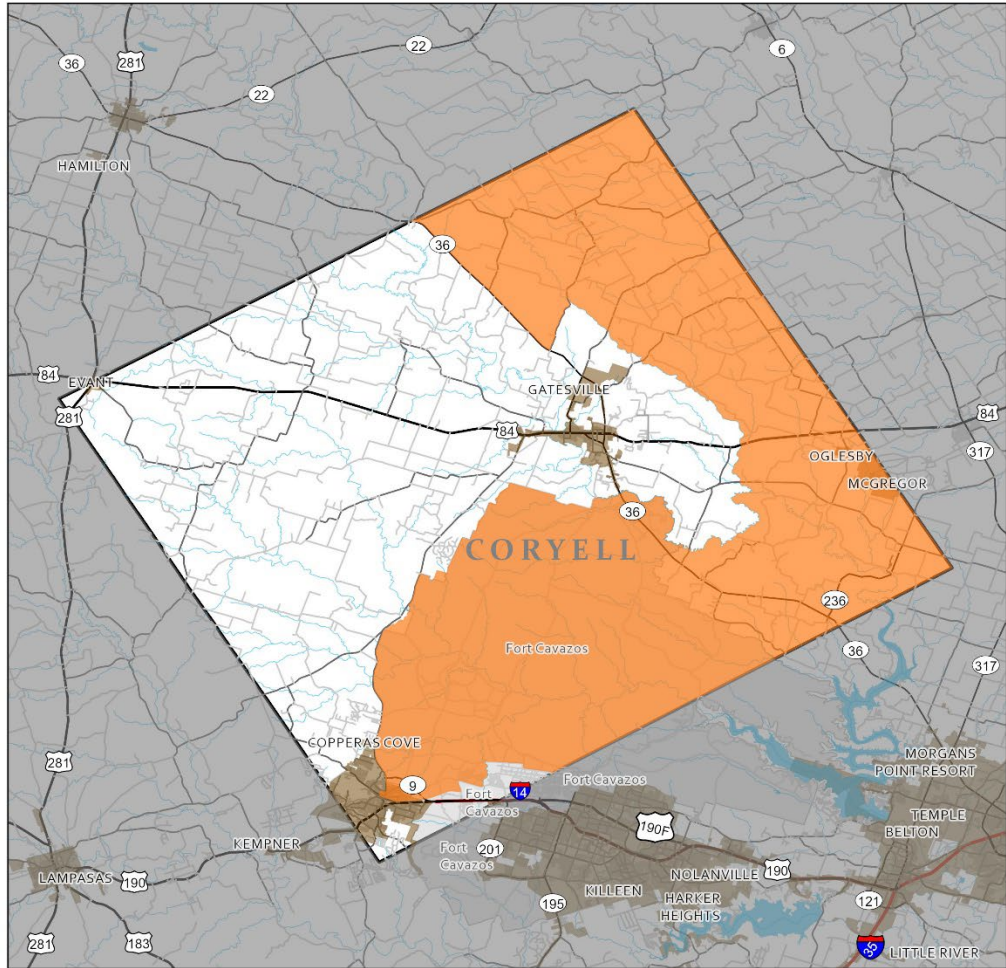 22
6
36
281
22
HAMILTON
36
84
EVANT
281
GATESVILLE
84
84
317
OGLESBY
MCGREGOR
36
CORYELL
236
Fort Cavazos
36
317
COPPERAS COVE
281
MORGANS
POINT RESORT
9
Fort
Cavazos
14
Fort Cavazos
TEMPLE
BELTON
190F
KEMPNER
Fort
Cavazos
201
LAMPASAS
190
NOLANVILLE
190
KILLEEN
HARKER
HEIGHTS
195
121
281
183
35
LITTLE RIVER